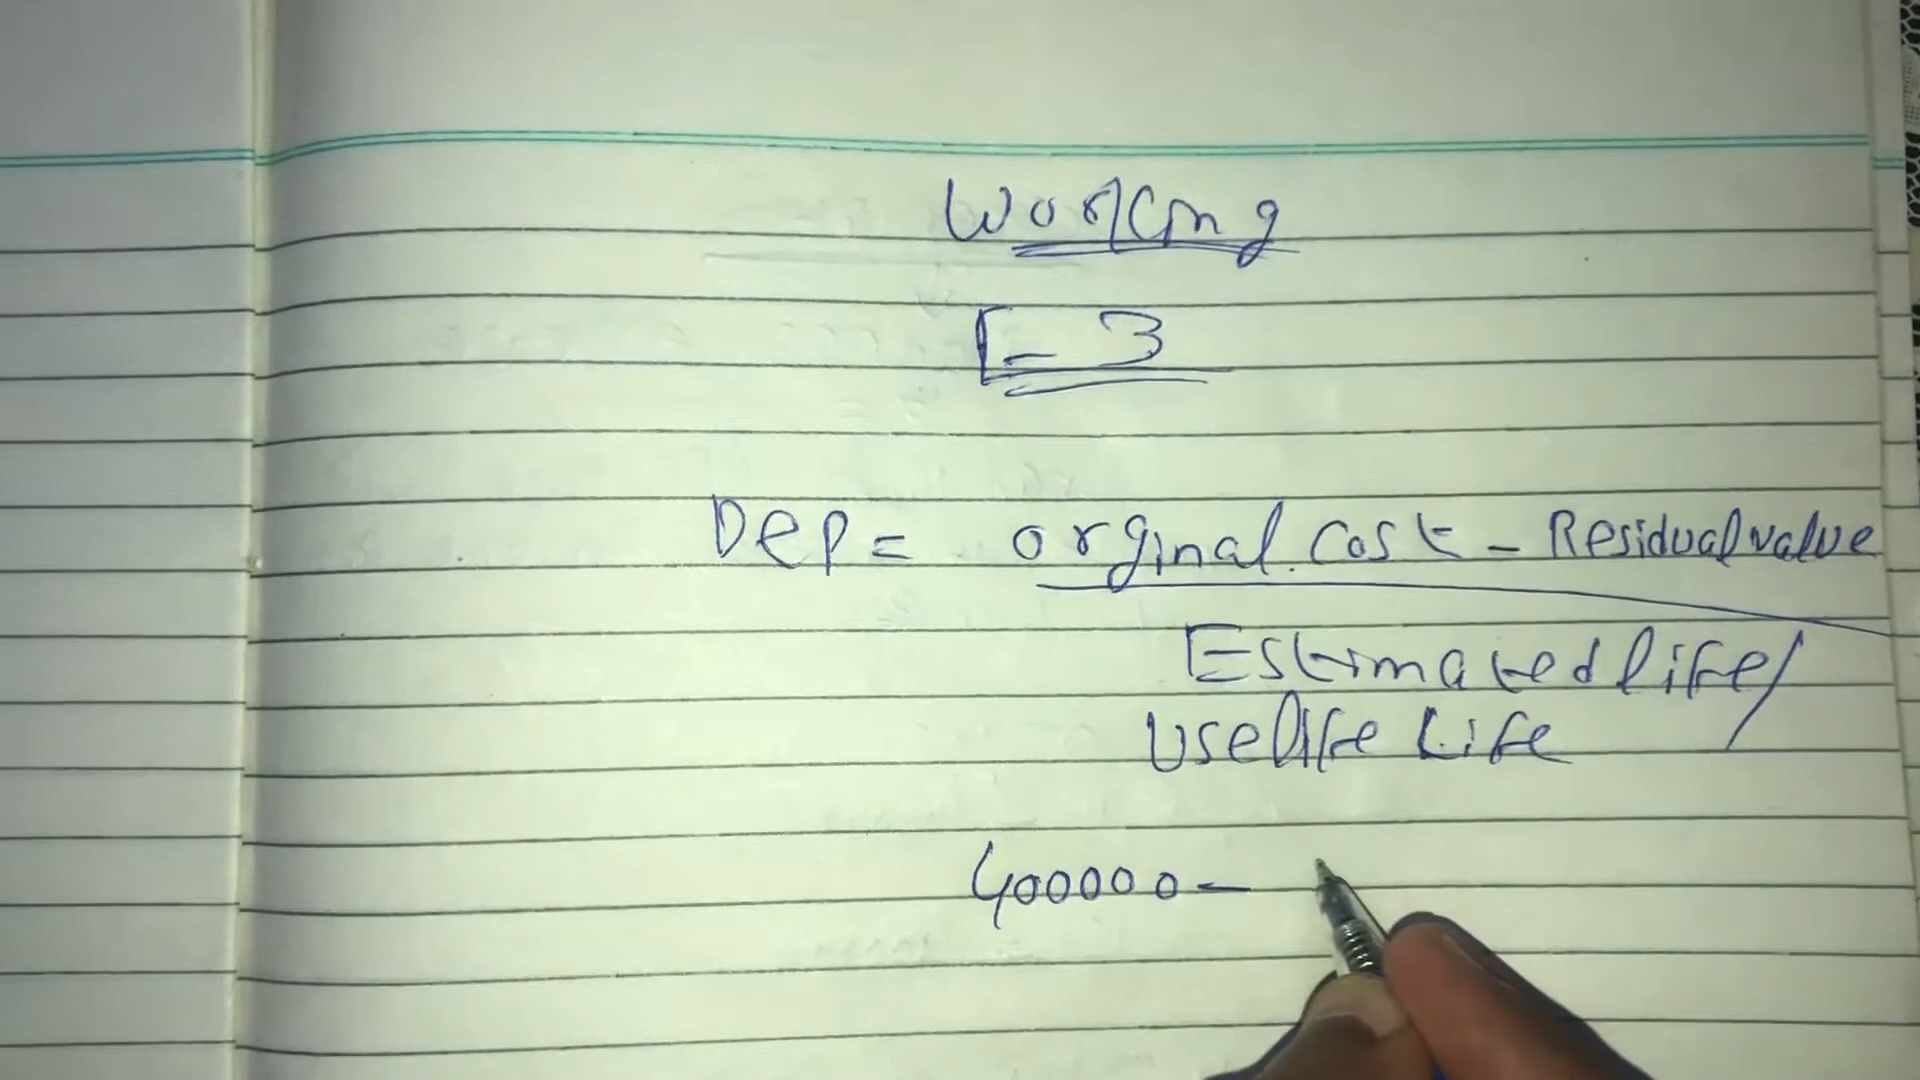 Working
E-3
Dep = orginal cost - Residual value
Estimated life/
uselife Life
400000 -